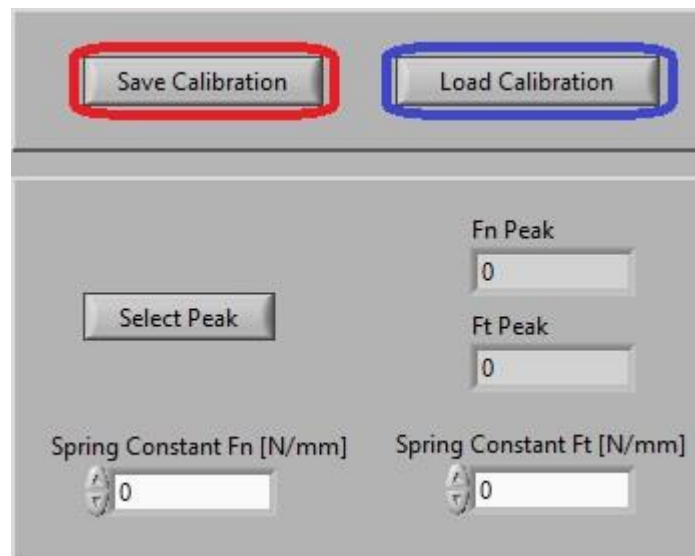 Save Calibration
Load Calibration
Fn Peak
0
Select Peak
Ft Peak
0
Spring Constant Fn [N/mm]
Spring Constant Ft [N/mm]
0
0